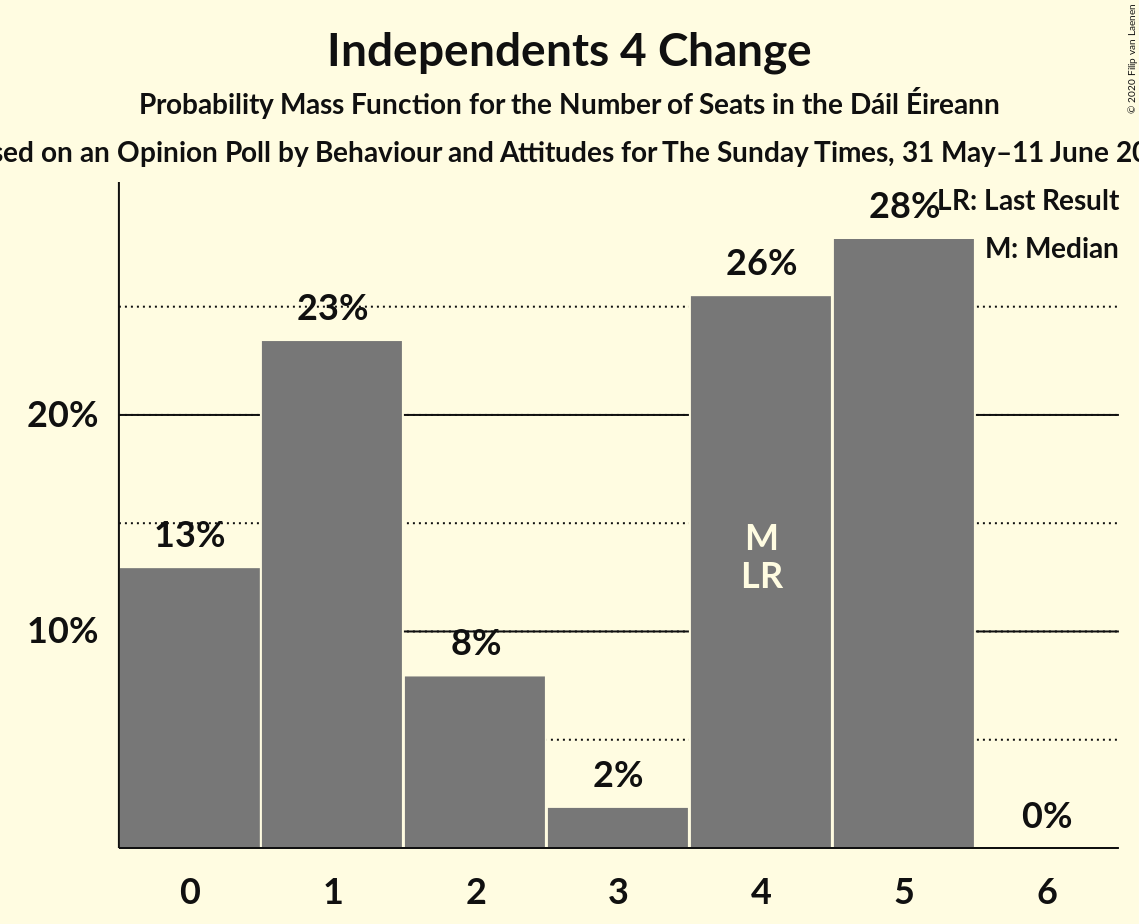 Independents 4 Change
Probability Mass Function for the Number of Seats in the Dáil Éireann
on an Opinion Poll by Behaviour and Attitudes for The Sunday Times, 31 May–11 June
© 2020 Filip van Laenen
LR: Last Result
M: Median
28%
26%
23%
20%
13%
M
LR
10%
8%
2%
0%
0 1 2 3 4 5 6